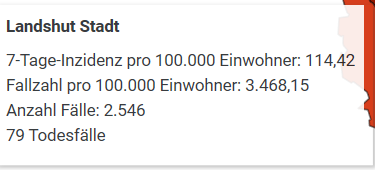 Landshut Stadt
7-Tage-Inzidenz pro 100.000 Einwohner: 114,42
Fallzahl pro 100.000 Einwohner: 3.468,15
Anzahl Fälle: 2.546
79 Todesfälle